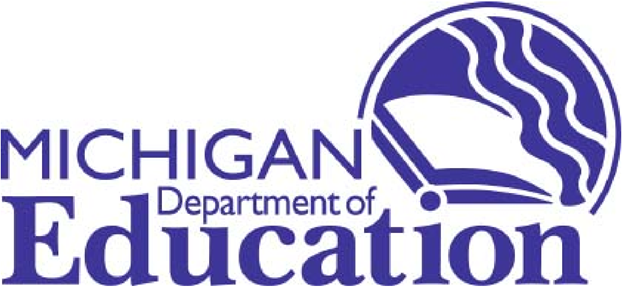 MICHIGAN
Department of
Education